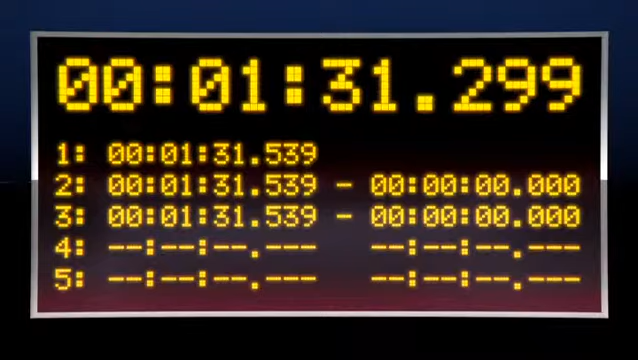 00:01:31.299
1: 00:01:31.539
2: 00:01:31.539 - 00:00:00.000
3: 00:01:31.539 - 00:00:00.000
4: --:--:--.--- --:--:--.---
5: --:--:--.--- --:--:--.---